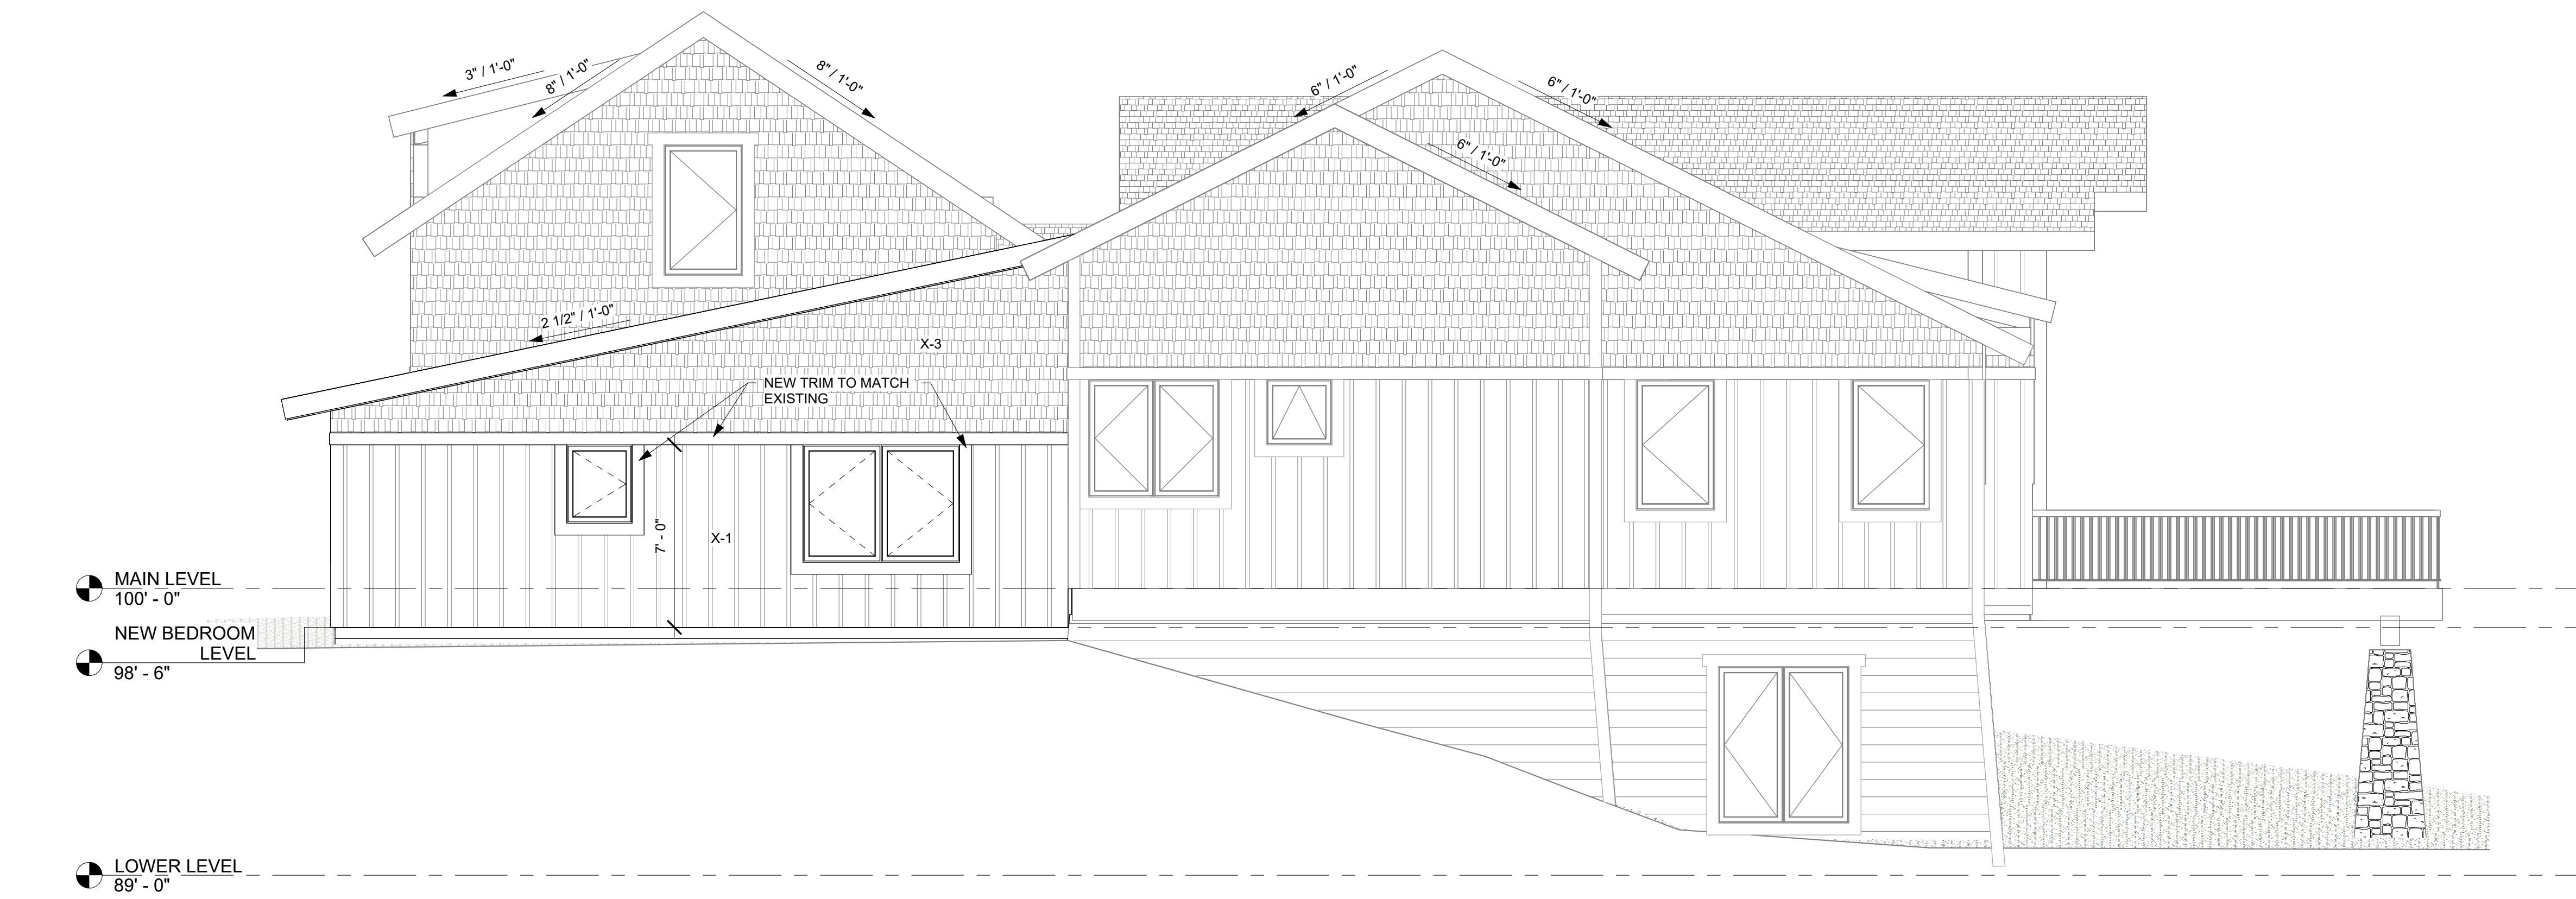 3" / 1'-0"
8" / 1'-0"
8" / 1'-0"
6" / 1'-0"
6" / 1'-0"
6" / 1'-0"
2 1/2" / 1'-0"
X-3
NEW TRIM TO MATCH
EXISTING
7' - 0"
X-1
MAIN LEVEL
100' - 0"
NEW BEDROOM
LEVEL
98' - 6"
LOWER LEVEL
89' - 0"